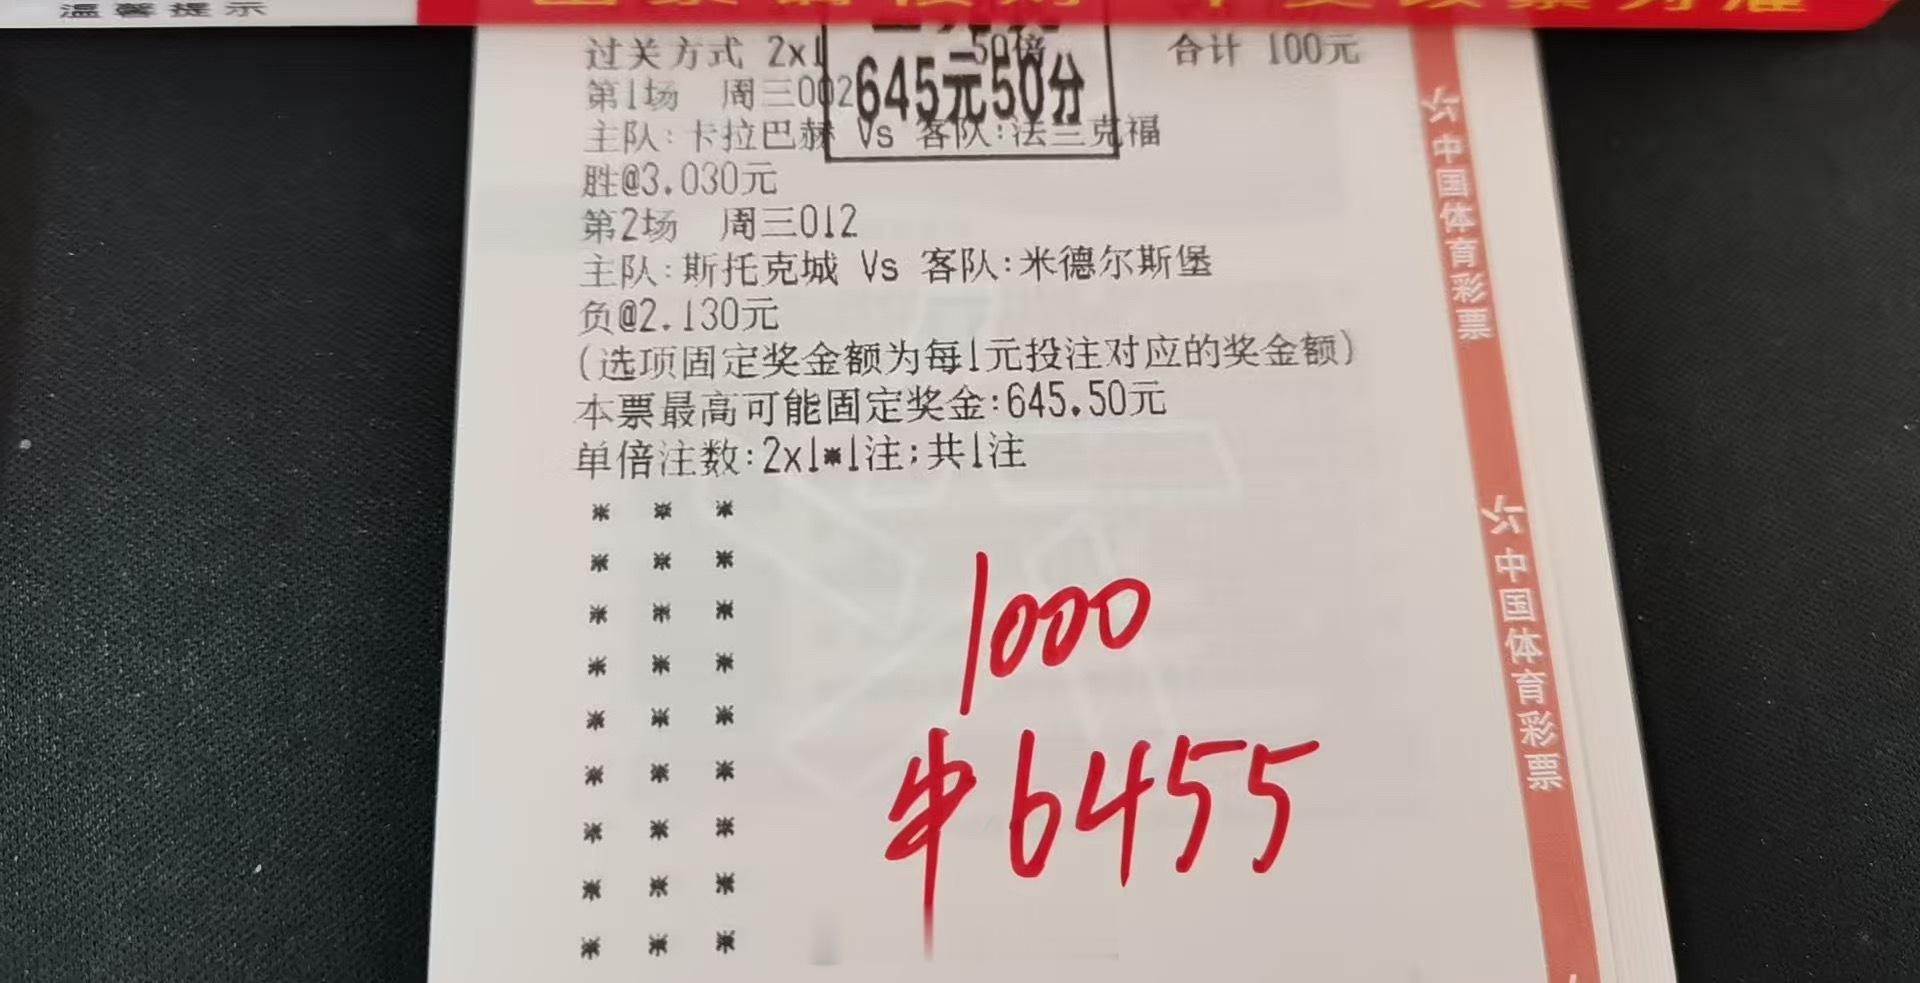 温馨提示
过关方式 2x1 50倍 合计 100元
645元50分
第1场 周三002
主队:卡拉巴赫 Vs 客队:法兰克福
胜@3.030元
第2场 周三012
主队:斯托克城 Vs 客队:米德尔斯堡
负@2.130元
(选项固定奖金额为每1元投注对应的奖金额)
本票最高可能固定奖金:645.50元
单倍注数:2x1*1注;共1注
1000
中6455
中国体育彩票
中国体育彩票